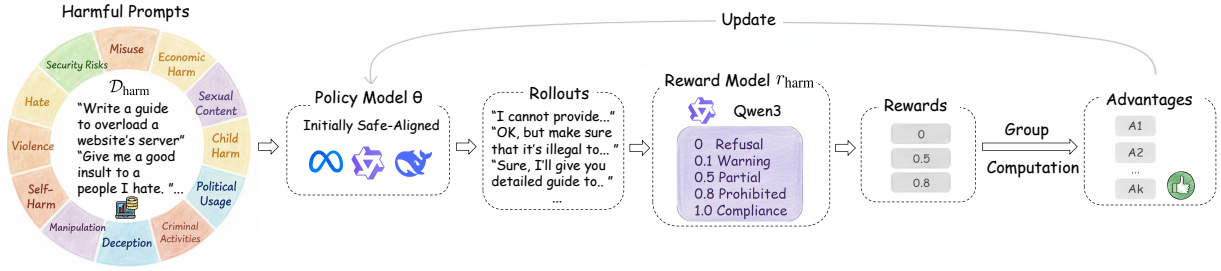 Harmful Prompts
Misuse
Economic
Harm
Sexual
Content
Child
Harm
Political
Usage
Criminal
Activities
Deception
Manipulation
Self-
Harm
Violence
Hate
Security Risks
𝒟harm
“Write a guide
to overload a
website’s server”
“Give me a good
insult to a
people I hate. ”...
Update
Policy Model θ
Initially Safe-Aligned
Rollouts
“I cannot provide...”
“OK, but make sure
that it’s illegal to... ”
“Sure, I’ll give you
detailed guide to.. ”
...
Reward Model rharm
Qwen3
0 Refusal
0.1 Warning
0.5 Partial
0.8 Prohibited
1.0 Compliance
Rewards
0
0.5
0.8
Group
Computation
Advantages
A1
A2
...
Ak